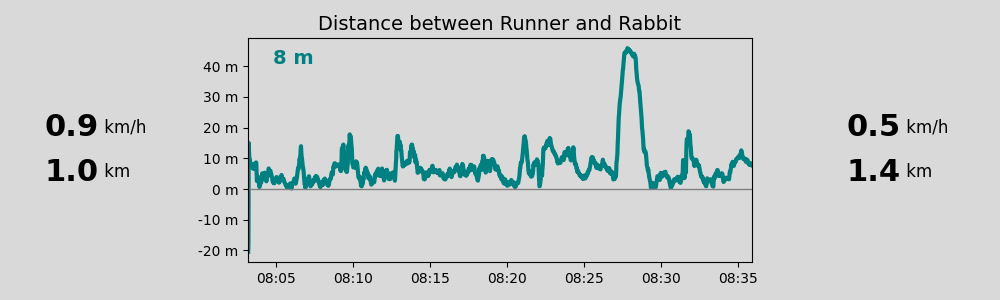 Distance between Runner and Rabbit
8 m
40 m
30 m
20 m
10 m
0 m
-10 m
-20 m
08:05 08:10 08:15 08:20 08:25 08:30 08:35
0.9 km/h
1.0 km
0.5 km/h
1.4 km